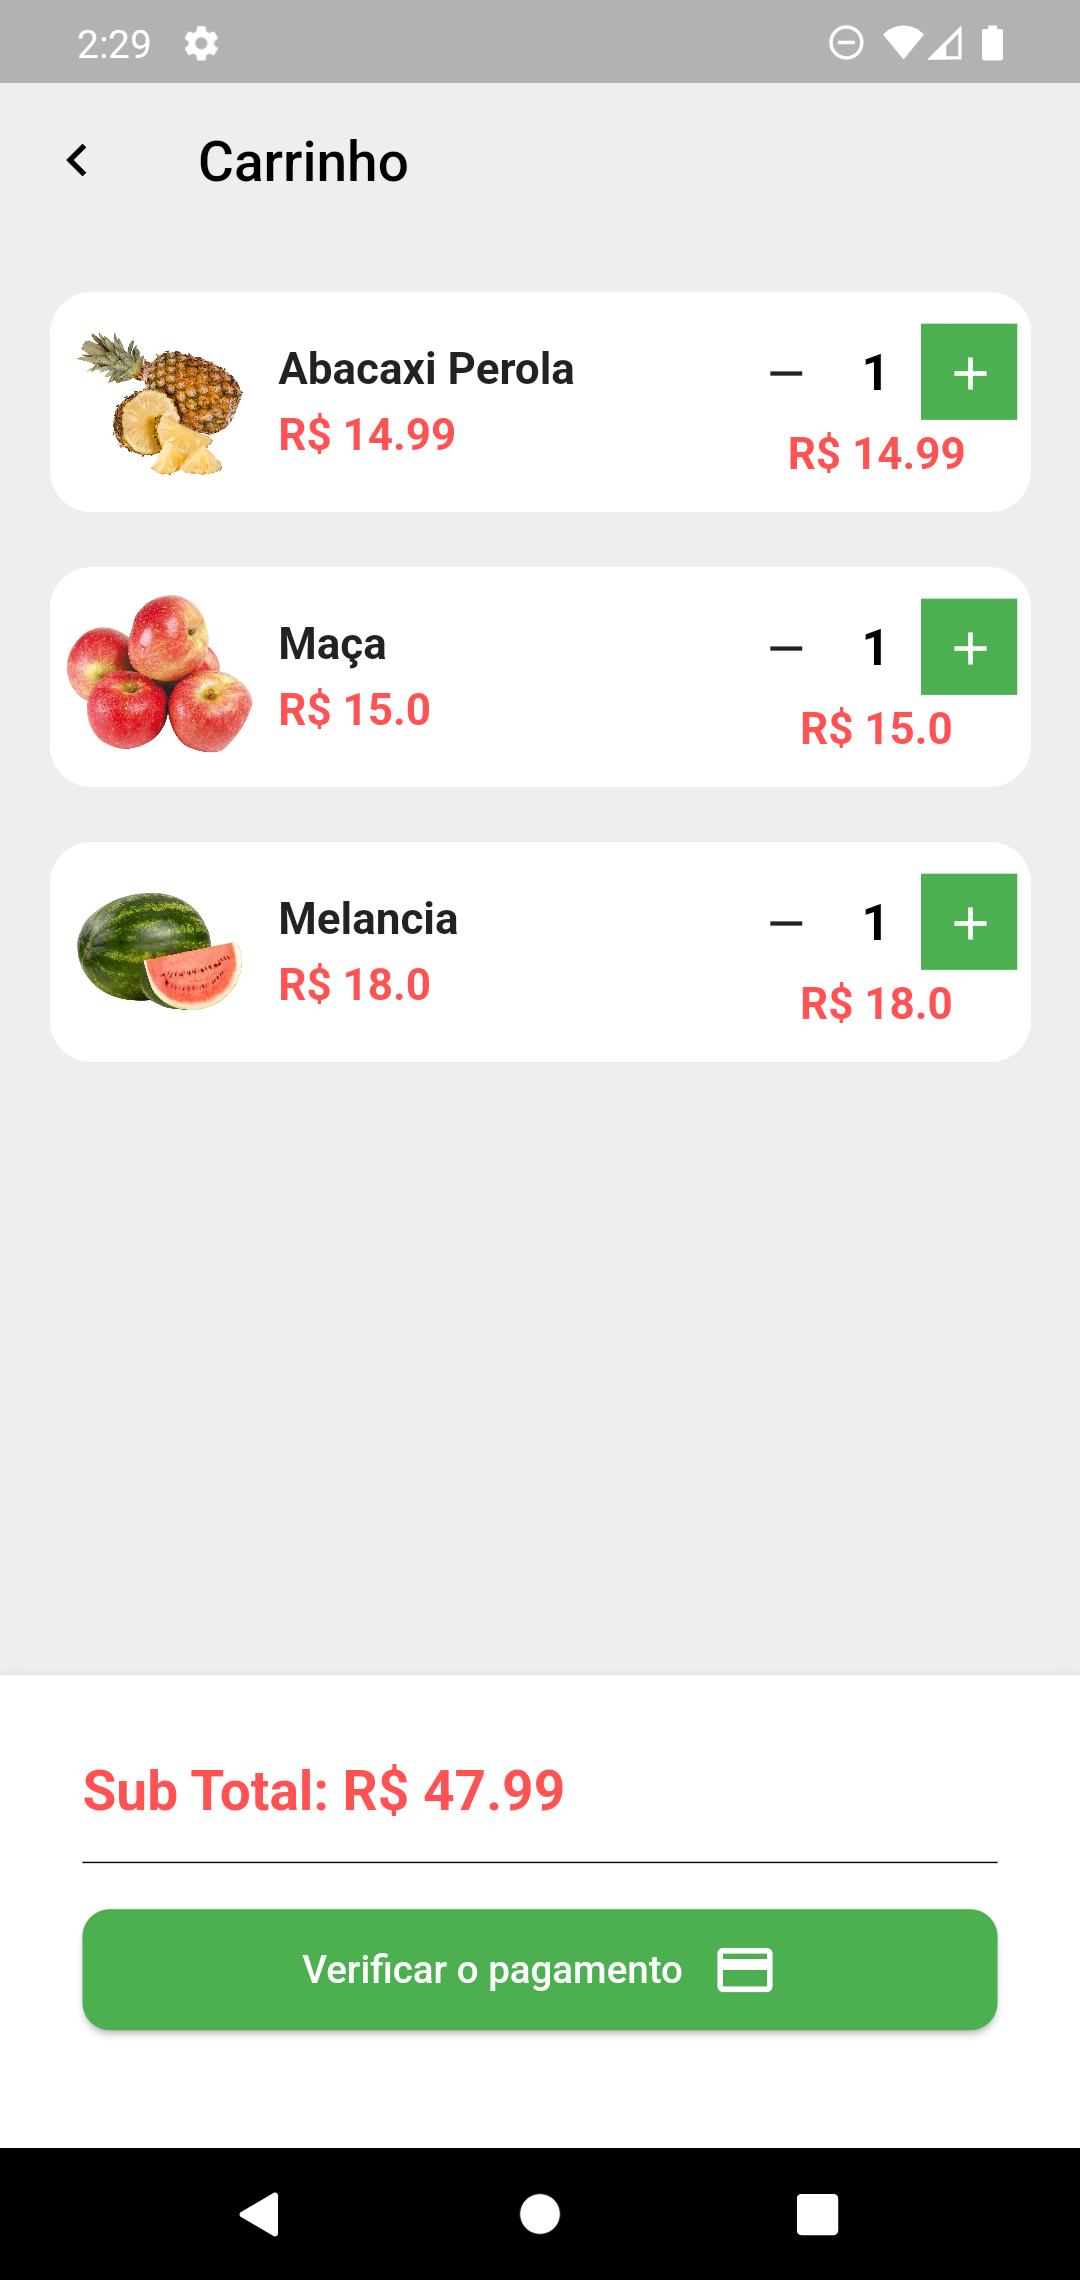 2:29
Carrinho
Abacaxi Perola
R$ 14.99
1
R$ 14.99
Maça
R$ 15.0
1
R$ 15.0
Melancia
R$ 18.0
1
R$ 18.0
Sub Total: R$ 47.99
Verificar o pagamento